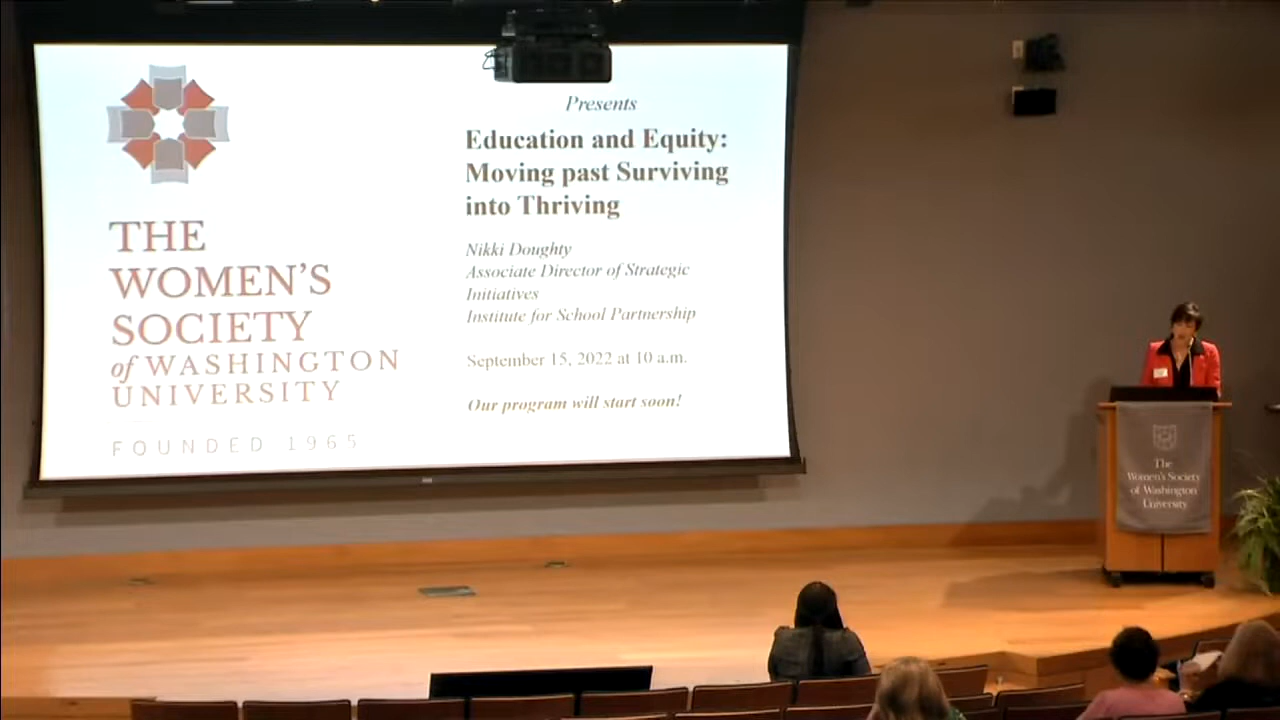 THE
WOMEN'S
SOCIETY
of WASHINGTON
UNIVERSITY
FOUNDED 1965
Presents
Education and Equity:
Moving past Surviving
into Thriving
Nikki Doughty
Associate Director of Strategic
Initiatives
Institute for School Partnership
September 15, 2022 at 10 a.m.
Our program will start soon!
The
Women's Society
of Washington
University